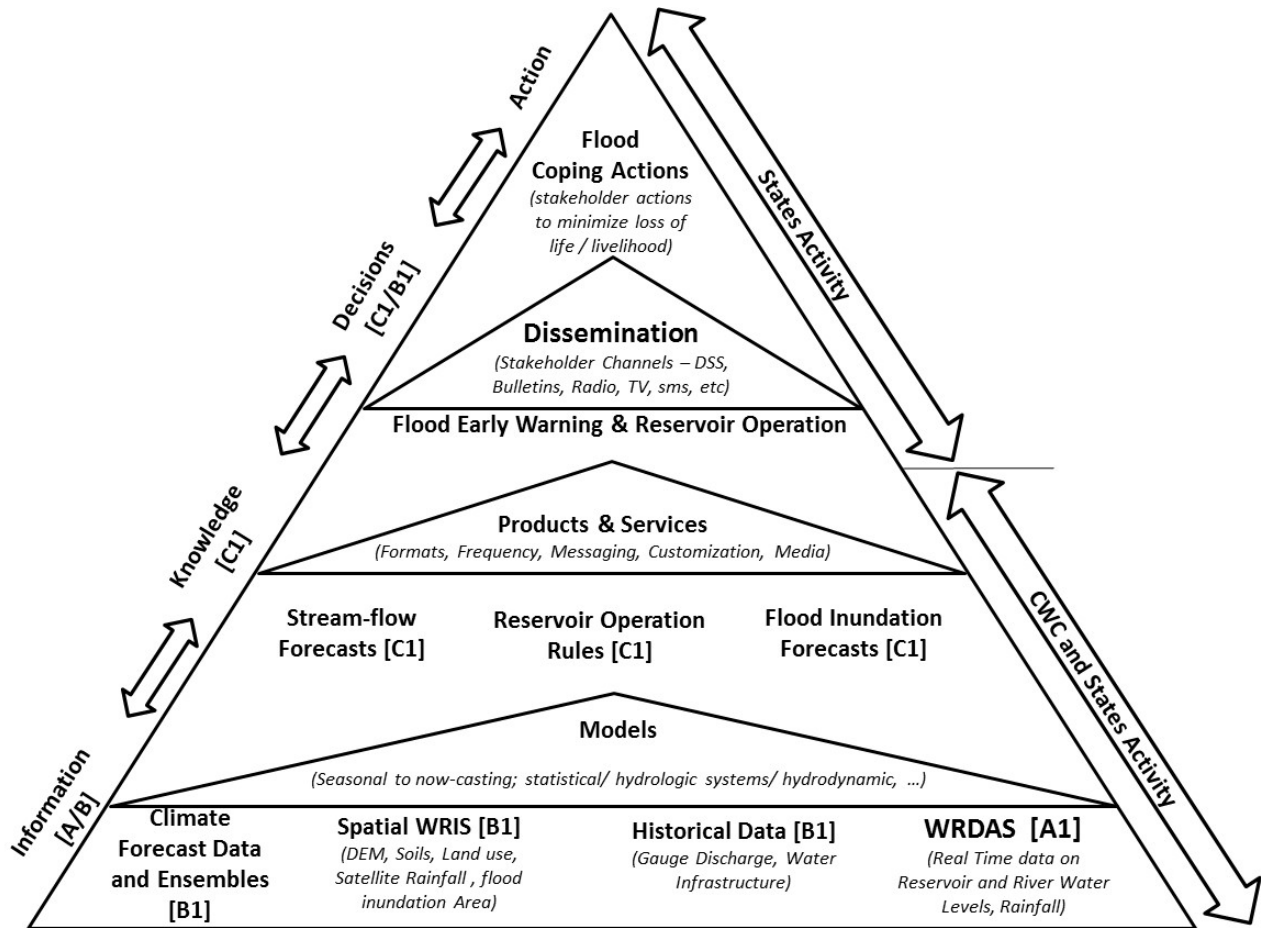 Action
Flood
Coping Actions
(stakeholder actions
to minimize loss of
life / livelihood)
States Activity
Decisions
[C1/B1]
Dissemination
(Stakeholder Channels – DSS,
Bulletins, Radio, TV, sms, etc)
Flood Early Warning & Reservoir Operation
Knowledge
[C1]
Products & Services
(Formats, Frequency, Messaging, Customization, Media)
CWC and States Activity
Stream-flow
Forecasts [C1]
Reservoir Operation
Rules [C1]
Flood Inundation
Forecasts [C1]
Models
(Seasonal to now-casting; statistical/ hydrologic systems/ hydrodynamic, ...)
Information
[A/B]
Climate
Forecast Data
and Ensembles
[B1]
Spatial WRIS [B1]
(DEM, Soils, Land use,
Satellite Rainfall , flood
inundation Area)
Historical Data [B1]
(Gauge Discharge, Water
Infrastructure)
WRDAS [A1]
(Real Time data on
Reservoir and River Water
Levels, Rainfall)